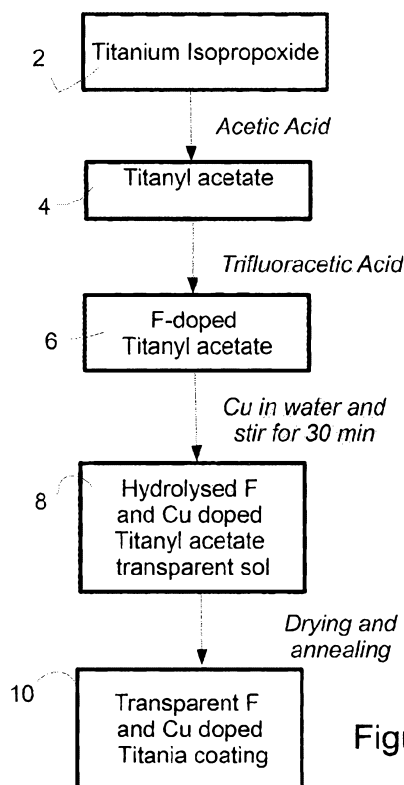 2
Titanium Isopropoxide
Acetic Acid
4
Titanyl acetate
Trifluoracetic Acid
6
F-doped
Titanyl acetate
Cu in water and
stir for 30 min
8
Hydrolysed F
and Cu doped
Titanyl acetate
transparent sol
Drying and
annealing
10
Transparent F
and Cu doped
Titania coating